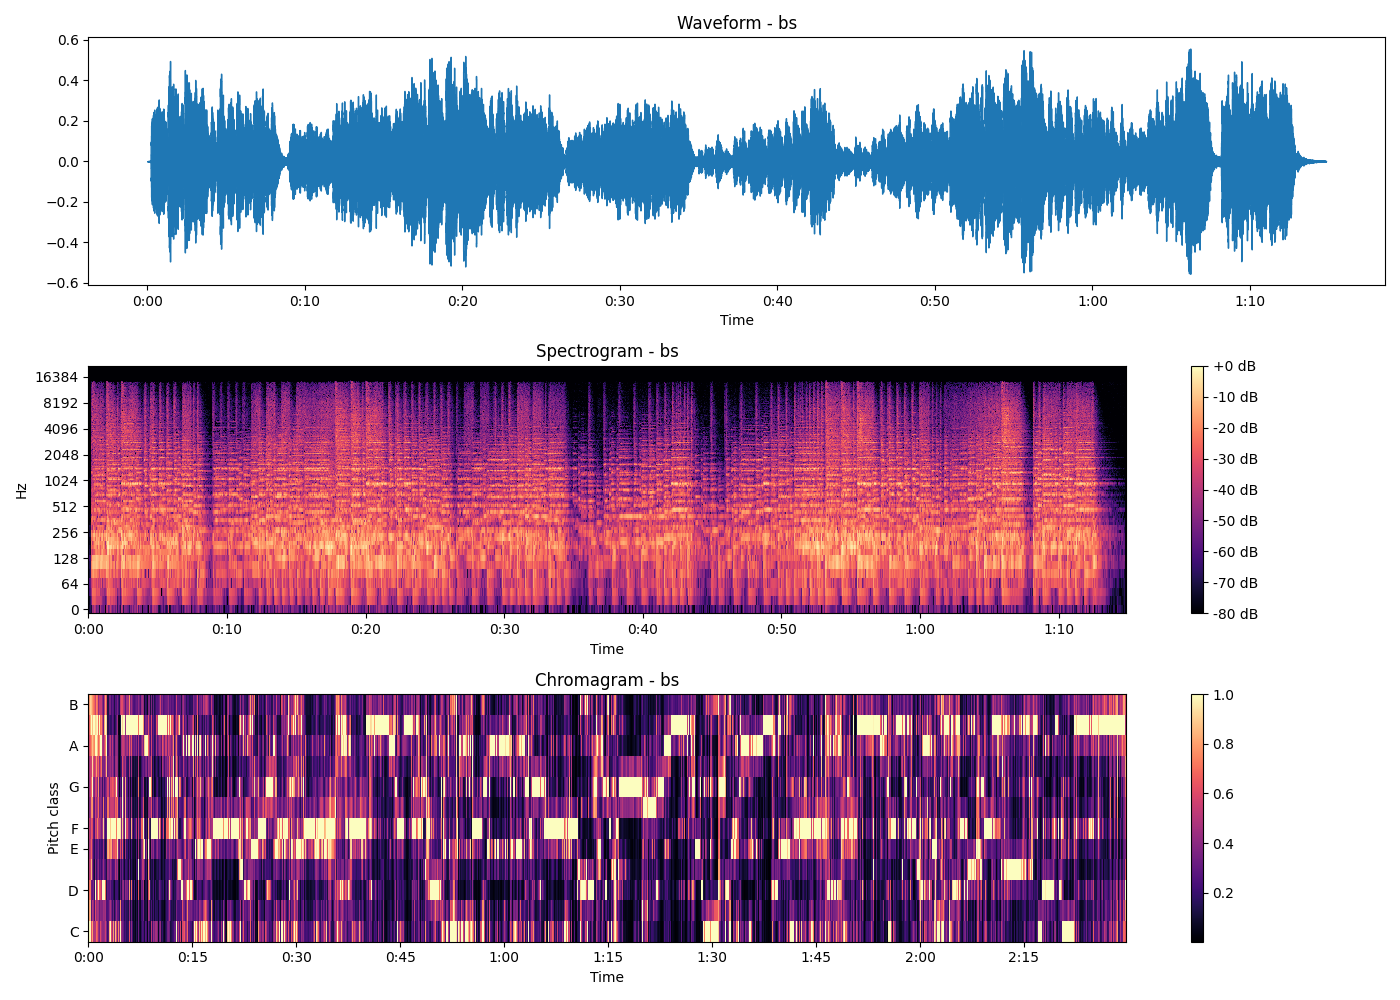 Waveform - bs
0.6
0.4
0.2
0.0
−0.2
−0.4
−0.6
0:00 0:10 0:20 0:30 0:40 0:50 1:00 1:10
Time
Spectrogram - bs
Hz
16384
8192
4096
2048
1024
512
256
128
64
0
0:00 0:10 0:20 0:30 0:40 0:50 1:00 1:10
Time
+0 dB
-10 dB
-20 dB
-30 dB
-40 dB
-50 dB
-60 dB
-70 dB
-80 dB
Chromagram - bs
Pitch class
B
A
G
F
E
D
C
0:00 0:15 0:30 0:45 1:00 1:15 1:30 1:45 2:00 2:15
Time
1.0
0.8
0.6
0.4
0.2